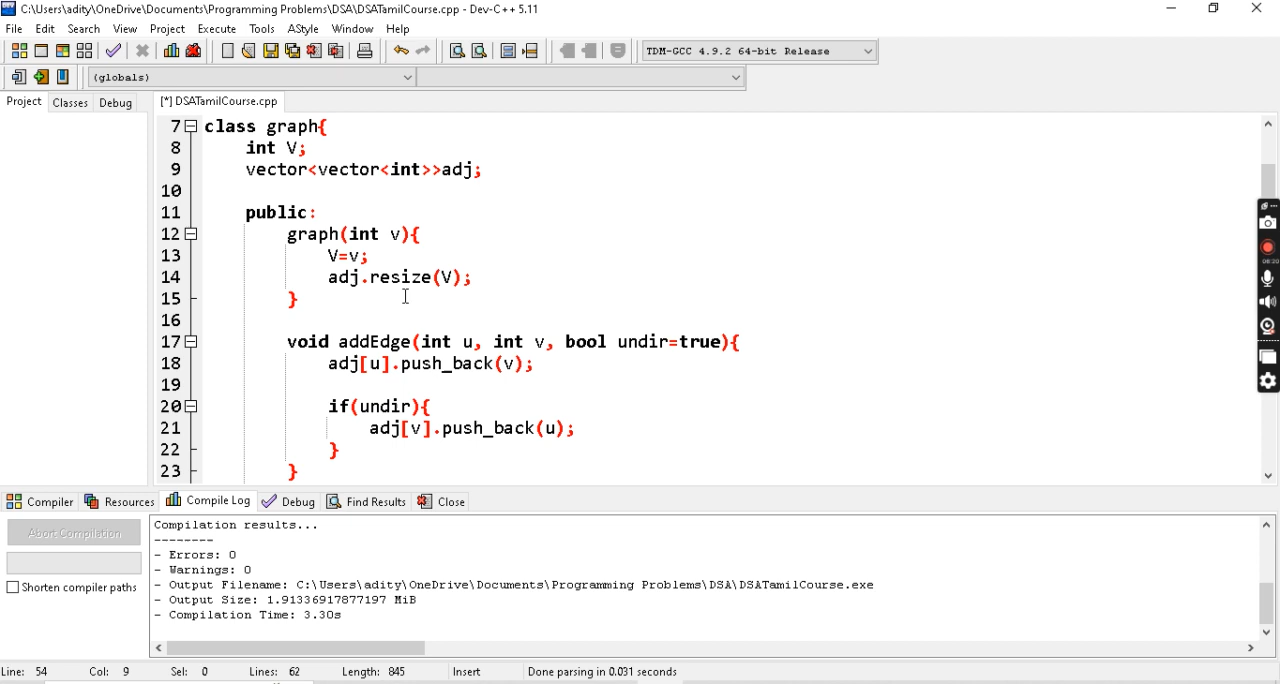 C:\Users\adity\OneDrive\Documents\Programming Problems\DSA\DSATamilCourse.cpp - Dev-C++ 5.11
File Edit Search View Project Execute Tools AStyle Window Help
TDM-GCC 4.9.2 64-bit Release
(globals)
Project Classes Debug [*] DSATamilCourse.cpp
7 class graph{
8 int V;
9 vector<vector<int>>adj;
10
11 public:
12 graph(int v){
13 V=v;
14 adj.resize(V);
15 }
16
17 void addEdge(int u, int v, bool undir=true){
18 adj[u].push_back(v);
19
20 if(undir){
21 adj[v].push_back(u);
22 }
23 }
Compiler Resources Compile Log Debug Find Results Close
Abort Compilation
Shorten compiler paths
Compilation results...
--------
- Errors: 0
- Warnings: 0
- Output Filename: C:\Users\adity\OneDrive\Documents\Programming Problems\DSA\DSATamilCourse.exe
- Output Size: 1.91336917877197 MiB
- Compilation Time: 3.30s
Line: 54 Col: 9 Sel: 0 Lines: 62 Length: 845 Insert Done parsing in 0.031 seconds